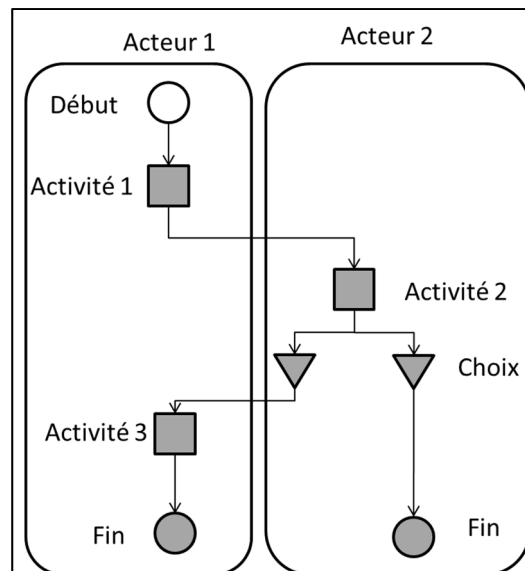 Acteur 1
Acteur 2
Début
Activité 1
Activité 2
Choix
Activité 3
Fin
Fin